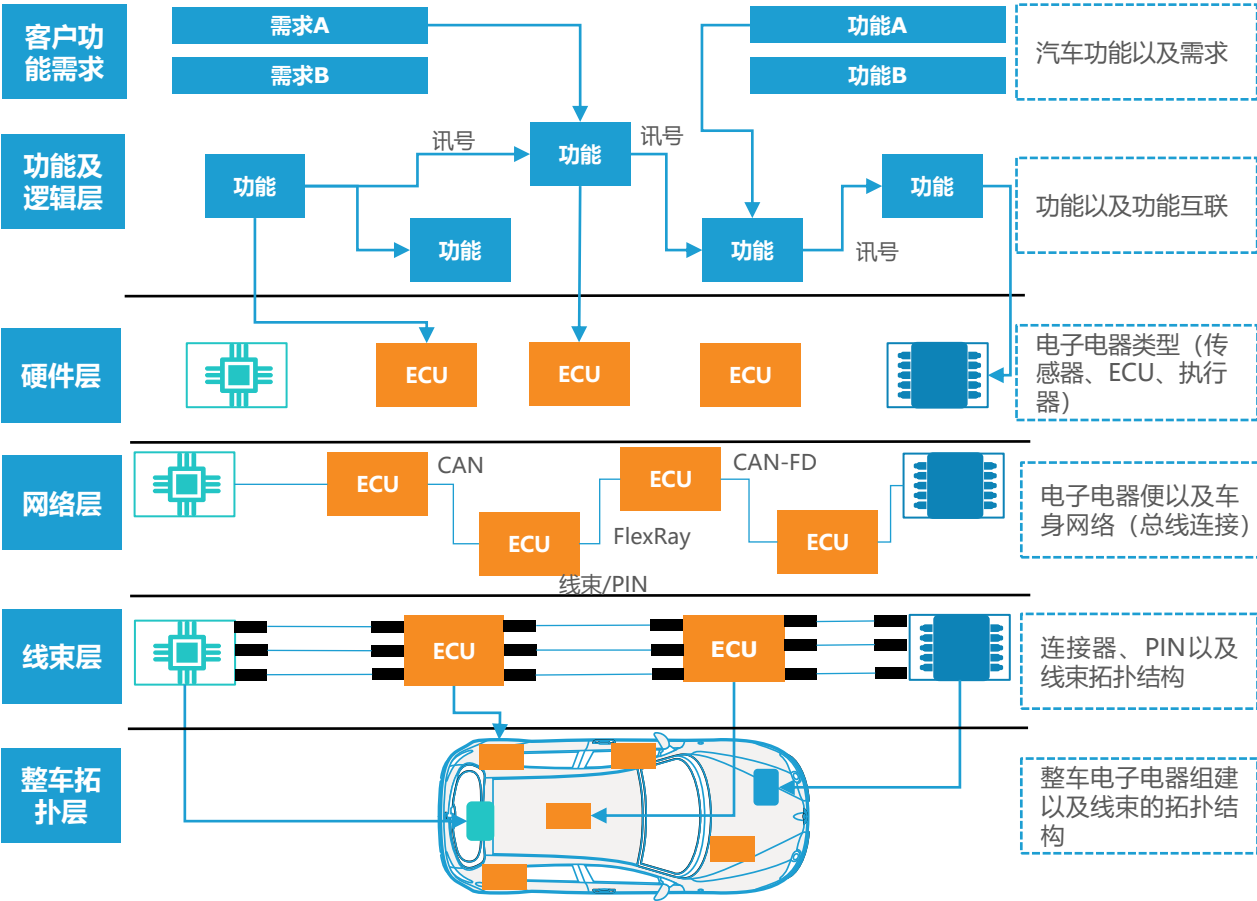 客户功
能需求
需求A
需求B
功能A
功能B
汽车功能以及需求
功能及
逻辑层
功能
讯号
功能
讯号
功能
功能
讯号
功能
功能以及功能互联
硬件层
ECU
ECU
ECU
电子电器类型（传
感器、ECU、执行
器）
网络层
ECU
CAN
ECU
FlexRay
ECU
CAN-FD
ECU
电子电器便以及车
身网络（总线连接）
线束/PIN
线束层
ECU
ECU
连接器、PIN以及
线束拓扑结构
整车拓
扑层
整车电子电器组建
以及线束的拓扑结
构